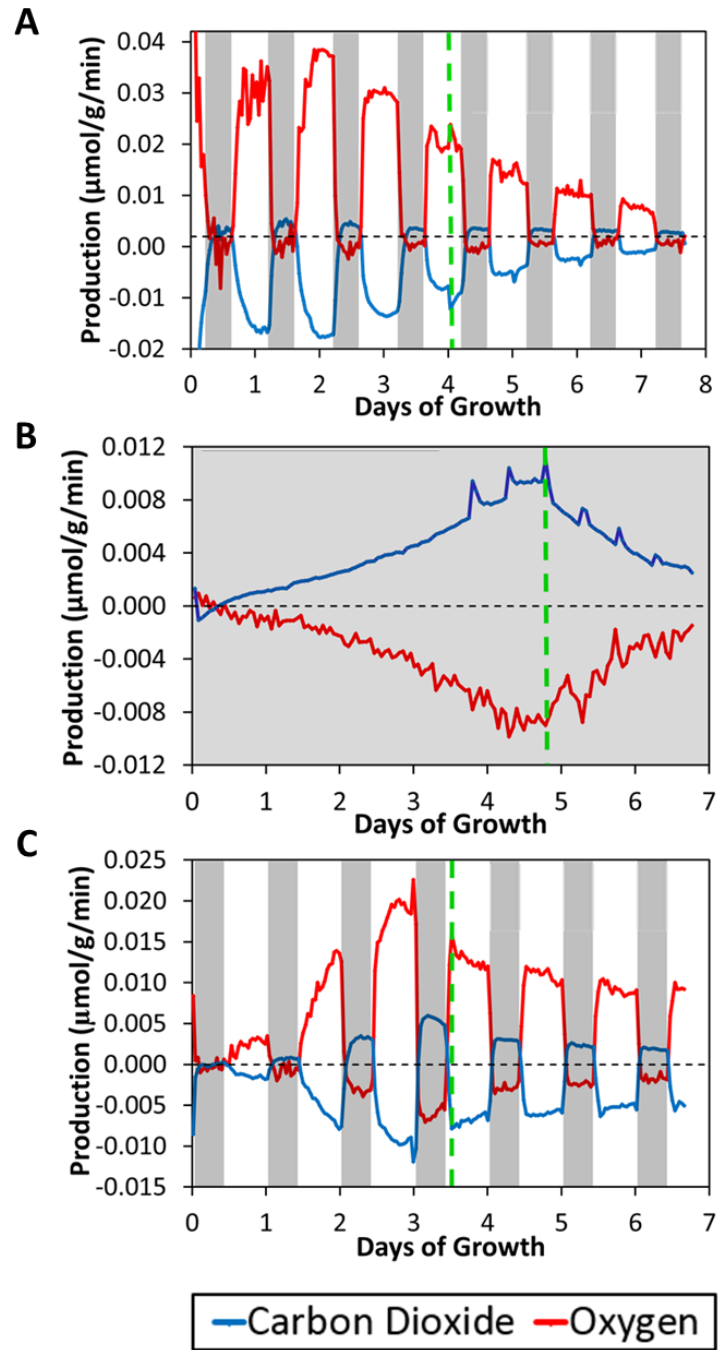 A
Production (µmol/g/min)
0.04
0.03
0.02
0.01
0.00
-0.01
-0.02
0 1 2 3 4 5 6 7 8
Days of Growth
B
Production (µmol/g/min)
0.012
0.008
0.004
0.000
-0.004
-0.008
-0.012
0 1 2 3 4 5 6 7
Days of Growth
C
Production (µmol/g/min)
0.025
0.020
0.015
0.010
0.005
0.000
-0.005
-0.010
-0.015
0 1 2 3 4 5 6 7
Days of Growth
Carbon Dioxide Oxygen